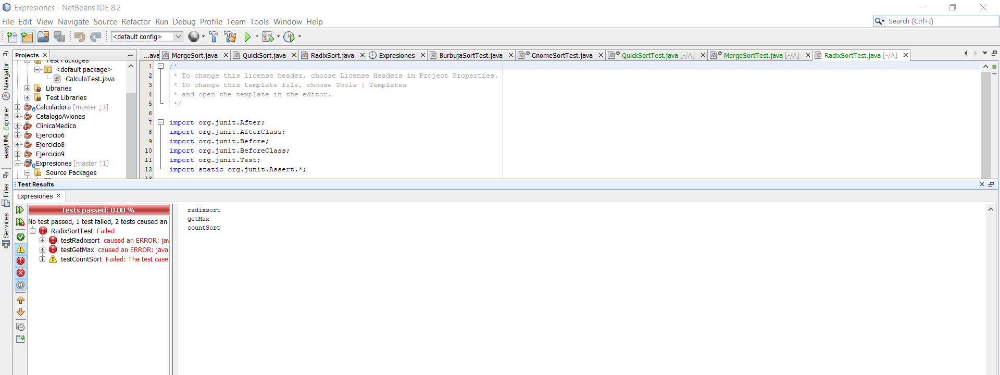 Expresiones - NetBeans IDE 8.2
File Edit View Navigate Source Refactor Run Debug Profile Team Tools Window Help
Search (Ctrl+I)
<default config>
Projects
...ava MergeSort.java QuickSort.java RadixSort.java Expresiones BurbujaSortTest.java GnomeSortTest.java QuickSortTest.java [-/A] MergeSortTest.java [-/A] RadixSortTest.java [-/A]
Navigator
easyUML Explorer
Files
Services
Test Packages
<default package>
CalculaTest.java
Libraries
Test Libraries
Calculadora [master ↓3]
CatalogoAviones
ClinicaMedica
Ejercicio6
Ejercicio8
Ejercicio9
Expresiones [master ↑1]
Source Packages
1 /*
2 * To change this license header, choose License Headers in Project Properties.
3 * To change this template file, choose Tools | Templates
4 * and open the template in the editor.
5 */
6
7 import org.junit.After;
8 import org.junit.AfterClass;
9 import org.junit.Before;
10 import org.junit.BeforeClass;
11 import org.junit.Test;
12 import static org.junit.Assert.*;
13
Test Results
Expresiones
Tests passed: 0.00 %
No test passed, 1 test failed, 2 tests caused an
RadixSortTest Failed
testRadixsort caused an ERROR: jav
testGetMax caused an ERROR: java.
testCountSort Failed: The test case
radixsort
getMax
countSort